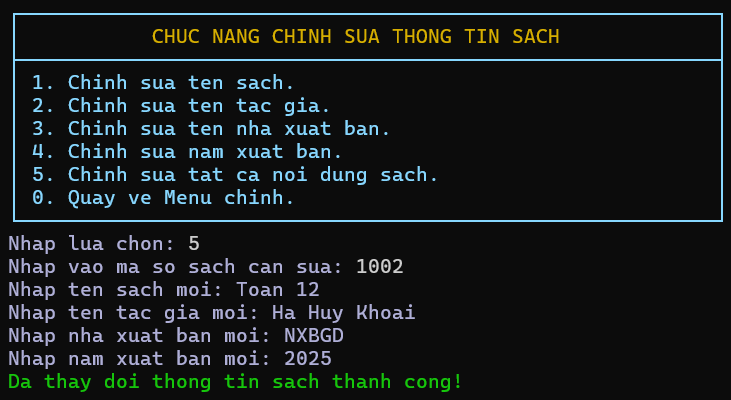 CHUC NANG CHINH SUA THONG TIN SACH
1. Chinh sua ten sach.
2. Chinh sua ten tac gia.
3. Chinh sua ten nha xuat ban.
4. Chinh sua nam xuat ban.
5. Chinh sua tat ca noi dung sach.
0. Quay ve Menu chinh.
Nhap lua chon: 5
Nhap vao ma so sach can sua: 1002
Nhap ten sach moi: Toan 12
Nhap ten tac gia moi: Ha Huy Khoai
Nhap nha xuat ban moi: NXBGD
Nhap nam xuat ban moi: 2025
Da thay doi thong tin sach thanh cong!